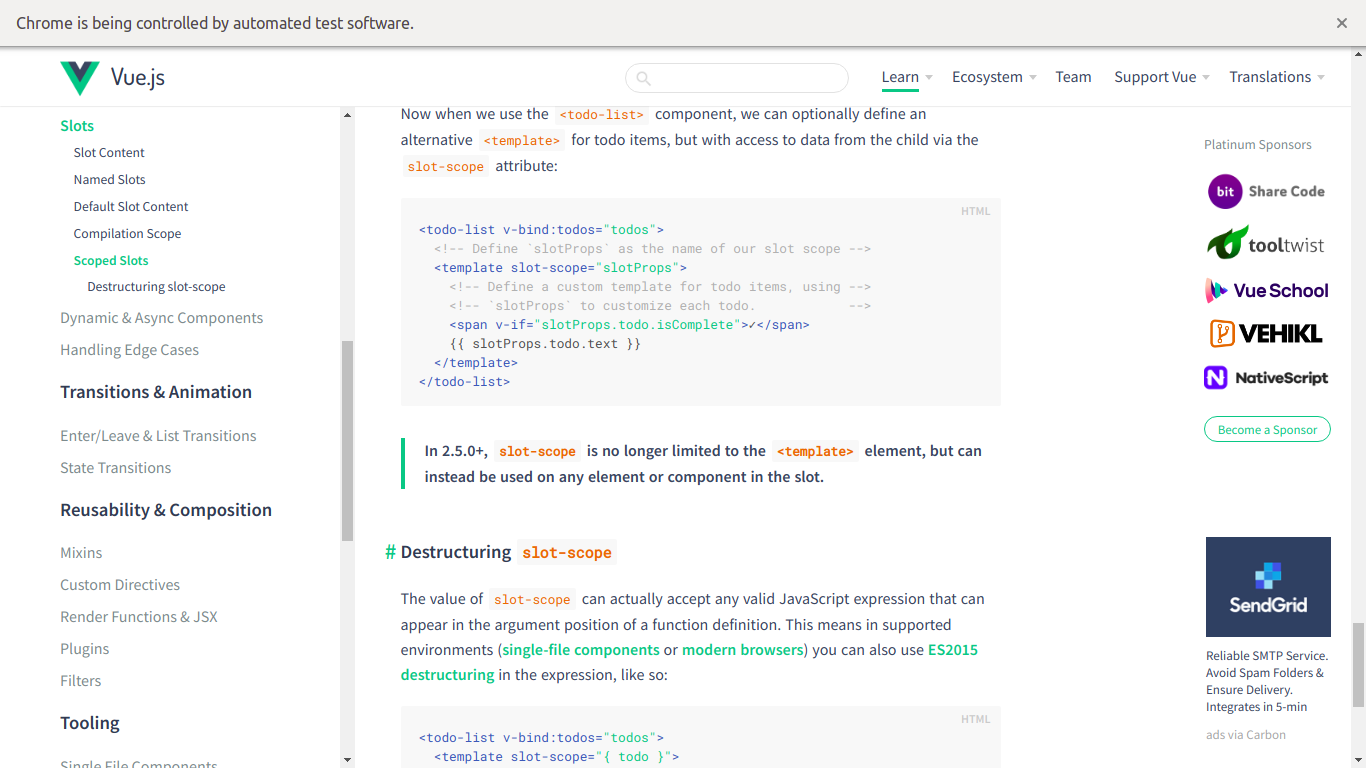 Chrome is being controlled by automated test software.
Vue.js
Learn
Ecosystem
Team
Support Vue
Translations
Slots
Slot Content
Named Slots
Default Slot Content
Compilation Scope
Scoped Slots
Destructuring slot-scope
Dynamic & Async Components
Handling Edge Cases
Transitions & Animation
Enter/Leave & List Transitions
State Transitions
Reusability & Composition
Mixins
Custom Directives
Render Functions & JSX
Plugins
Filters
Tooling
Single File Components
Now when we use the <todo-list> component, we can optionally define an
alternative <template> for todo items, but with access to data from the child via the
slot-scope attribute:
HTML
<todo-list v-bind:todos="todos">
<!-- Define `slotProps` as the name of our slot scope -->
<template slot-scope="slotProps">
<!-- Define a custom template for todo items, using -->
<!-- `slotProps` to customize each todo. -->
<span v-if="slotProps.todo.isComplete">✓</span>
{{ slotProps.todo.text }}
</template>
</todo-list>
In 2.5.0+, slot-scope is no longer limited to the <template> element, but can
instead be used on any element or component in the slot.
# Destructuring slot-scope
The value of slot-scope can actually accept any valid JavaScript expression that can
appear in the argument position of a function definition. This means in supported
environments (single-file components or modern browsers) you can also use ES2015
destructuring in the expression, like so:
HTML
<todo-list v-bind:todos="todos">
<template slot-scope="{ todo }">
Platinum Sponsors
bit Share Code
tooltwist
Vue School
VEHIKL
NativeScript
Become a Sponsor
SendGrid
Reliable SMTP Service.
Avoid Spam Folders &
Ensure Delivery.
Integrates in 5-min
ads via Carbon